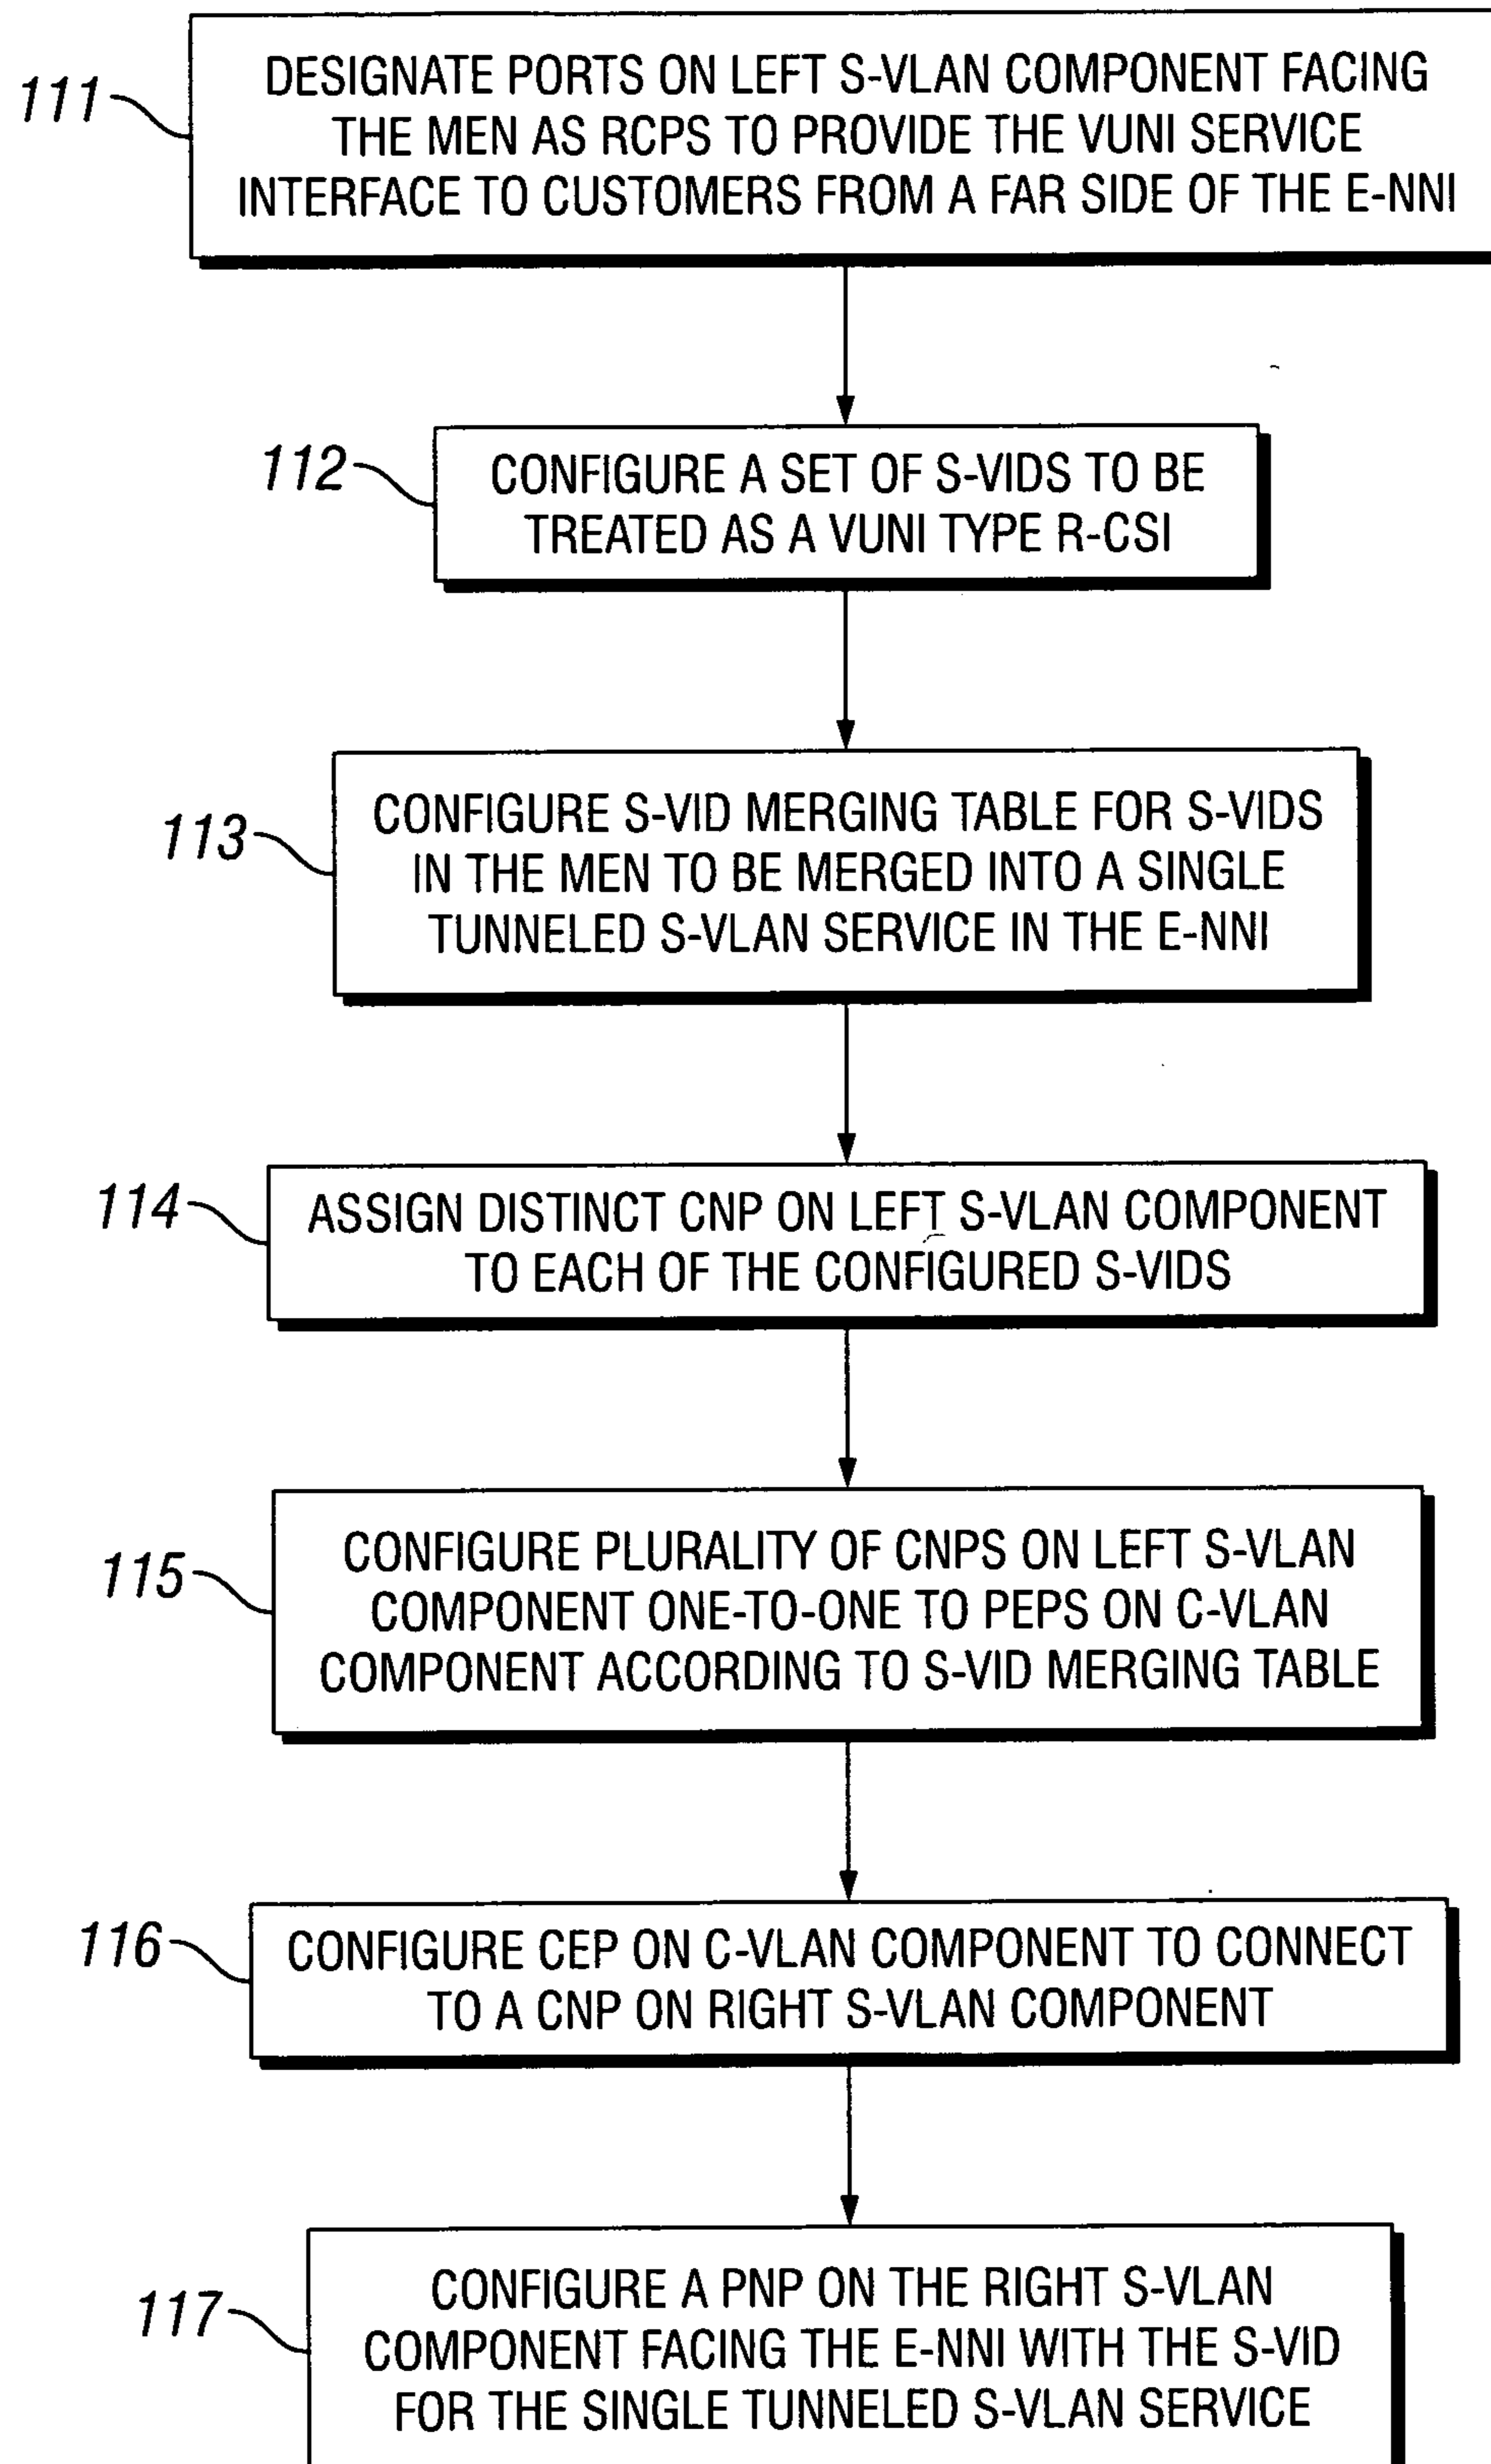 111
DESIGNATE PORTS ON LEFT S-VLAN COMPONENT FACING
THE MEN AS RCPS TO PROVIDE THE VUNI SERVICE
INTERFACE TO CUSTOMERS FROM A FAR SIDE OF THE E-NNI
112
CONFIGURE A SET OF S-VIDS TO BE
TREATED AS A VUNI TYPE R-CSI
113
CONFIGURE S-VID MERGING TABLE FOR S-VIDS
IN THE MEN TO BE MERGED INTO A SINGLE
TUNNELED S-VLAN SERVICE IN THE E-NNI
114
ASSIGN DISTINCT CNP ON LEFT S-VLAN COMPONENT
TO EACH OF THE CONFIGURED S-VIDS
115
CONFIGURE PLURALITY OF CNPS ON LEFT S-VLAN
COMPONENT ONE-TO-ONE TO PEPS ON C-VLAN
COMPONENT ACCORDING TO S-VID MERGING TABLE
116
CONFIGURE CEP ON C-VLAN COMPONENT TO CONNECT
TO A CNP ON RIGHT S-VLAN COMPONENT
117
CONFIGURE A PNP ON THE RIGHT S-VLAN
COMPONENT FACING THE E-NNI WITH THE S-VID
FOR THE SINGLE TUNNELED S-VLAN SERVICE